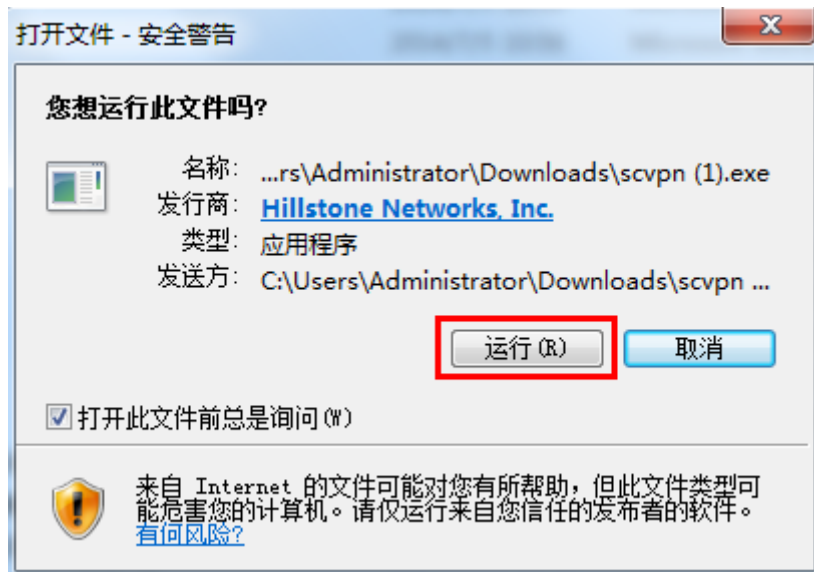 打开文件 - 安全警告
您想运行此文件吗?
名称: ...rs\Administrator\Downloads\scvpn (1).exe
发行商: Hillstone Networks, Inc.
类型: 应用程序
发送方: C:\Users\Administrator\Downloads\scvpn ...
运行(R) 取消
打开此文件前总是询问(W)
来自 Internet 的文件可能对您有所帮助，但此文件类型可
能危害您的计算机。请仅运行来自您信任的发布者的软件。
有何风险?